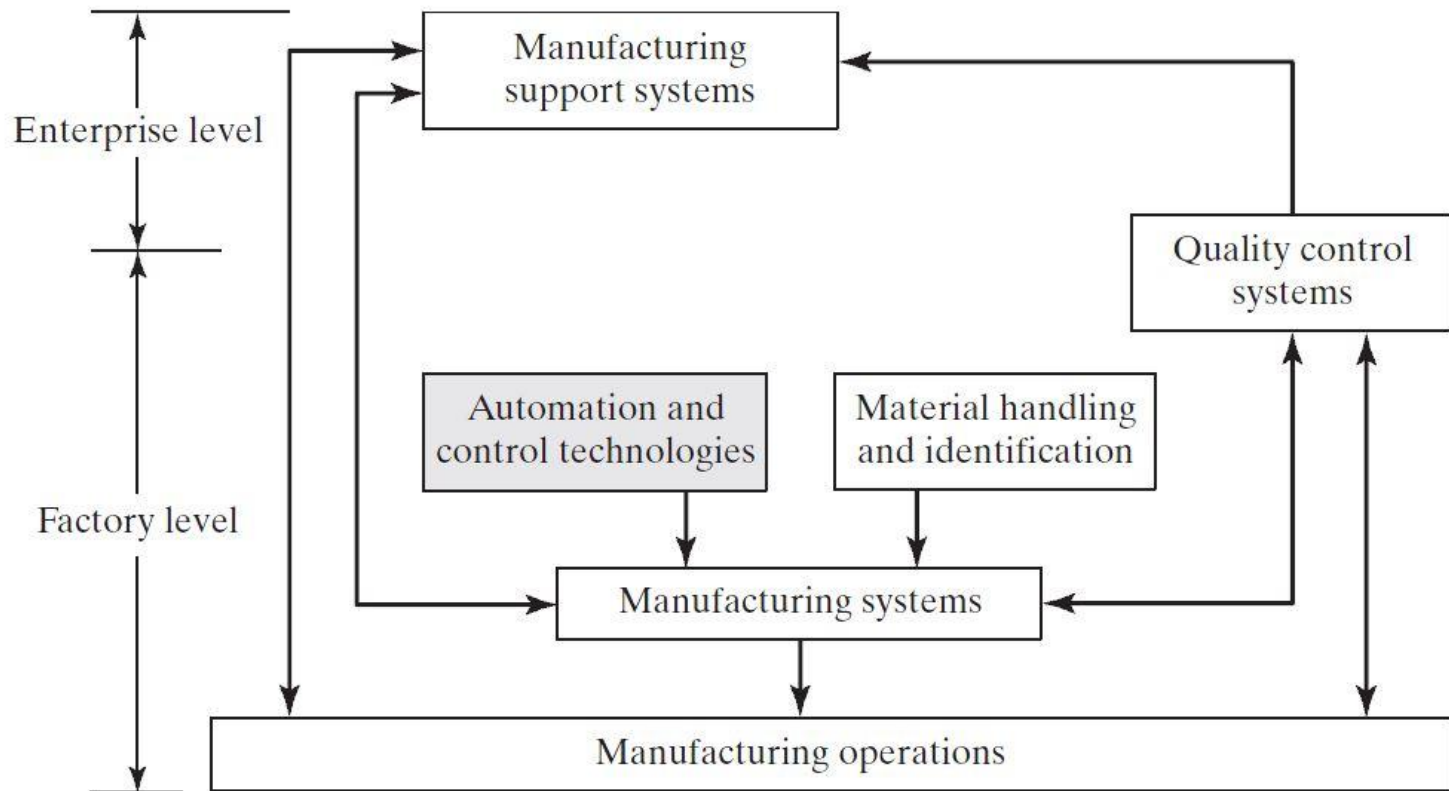 Manufacturing
support systems
Enterprise level
Quality control
systems
Automation and
control technologies
Material handling
and identification
Factory level
Manufacturing systems
Manufacturing operations